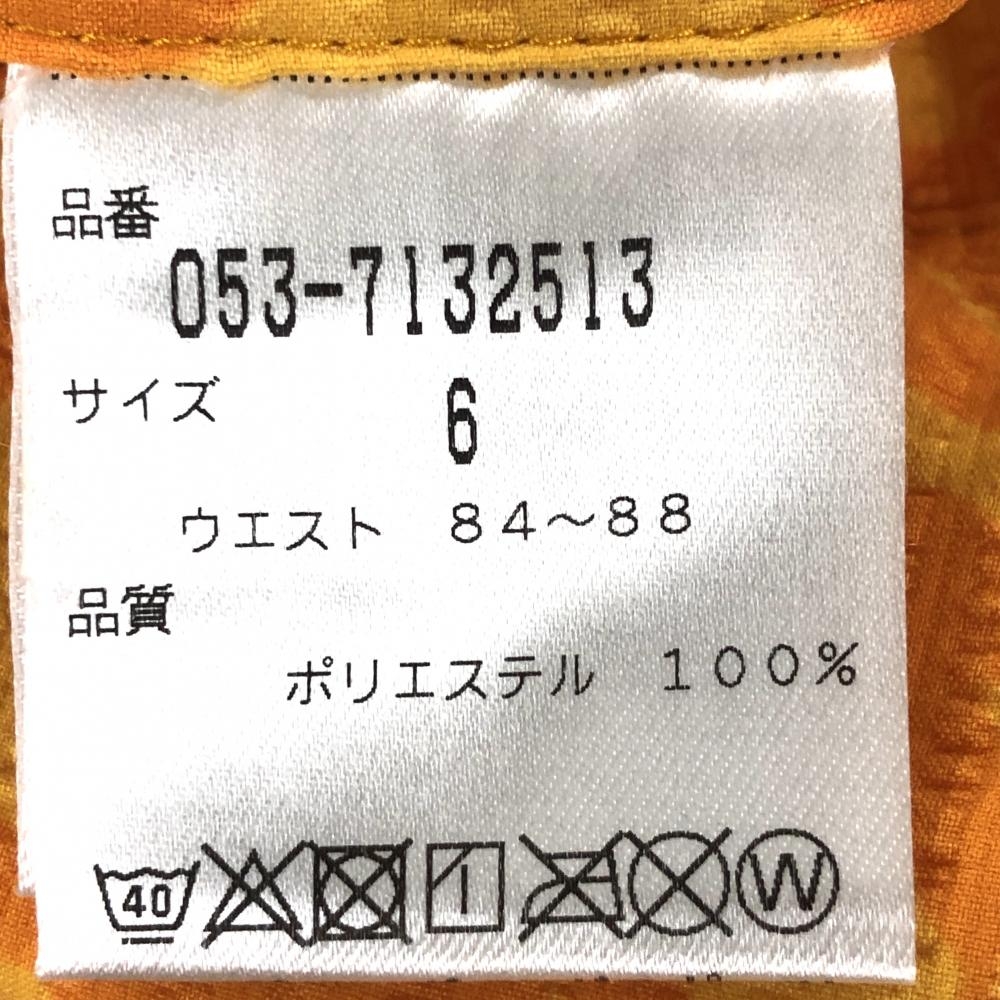 品番
053-7132513
サイズ 6
ウエスト 84～88
品質
ポリエステル 100%
40 W